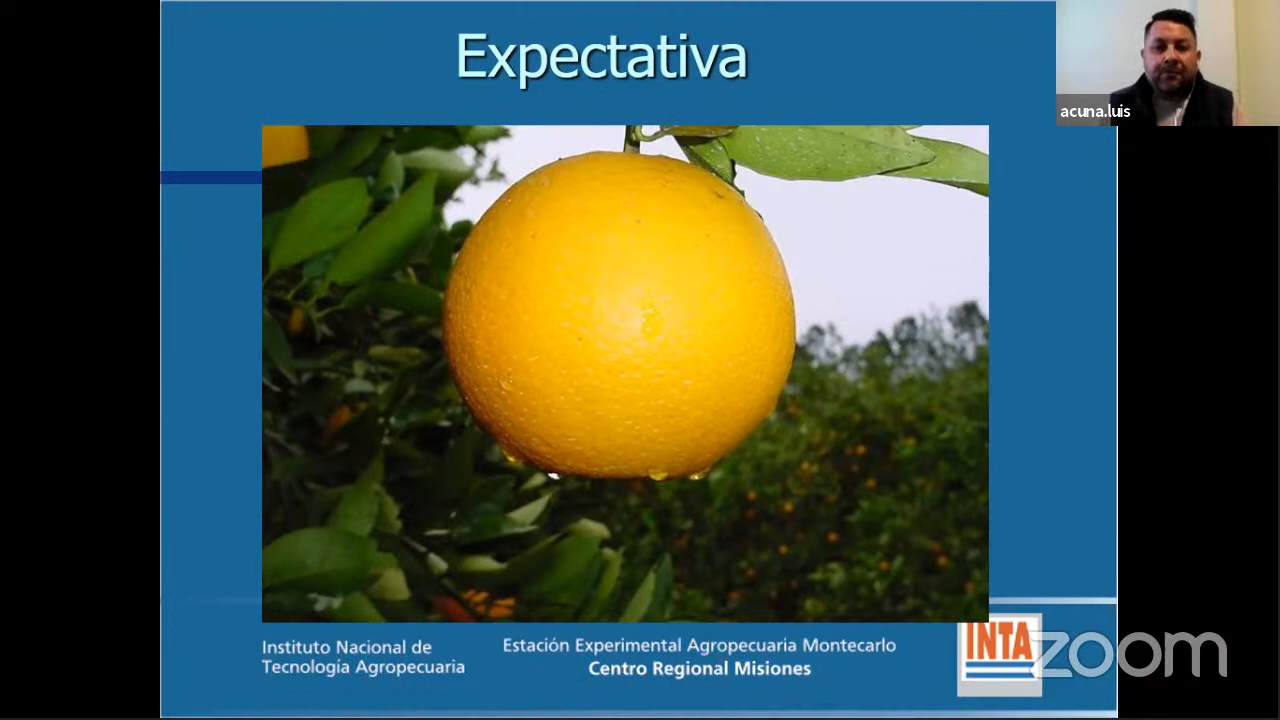 Expectativa
acuna.luis
Instituto Nacional de
Tecnología Agropecuaria
Estación Experimental Agropecuaria Montecarlo
Centro Regional Misiones
INTA
zoom